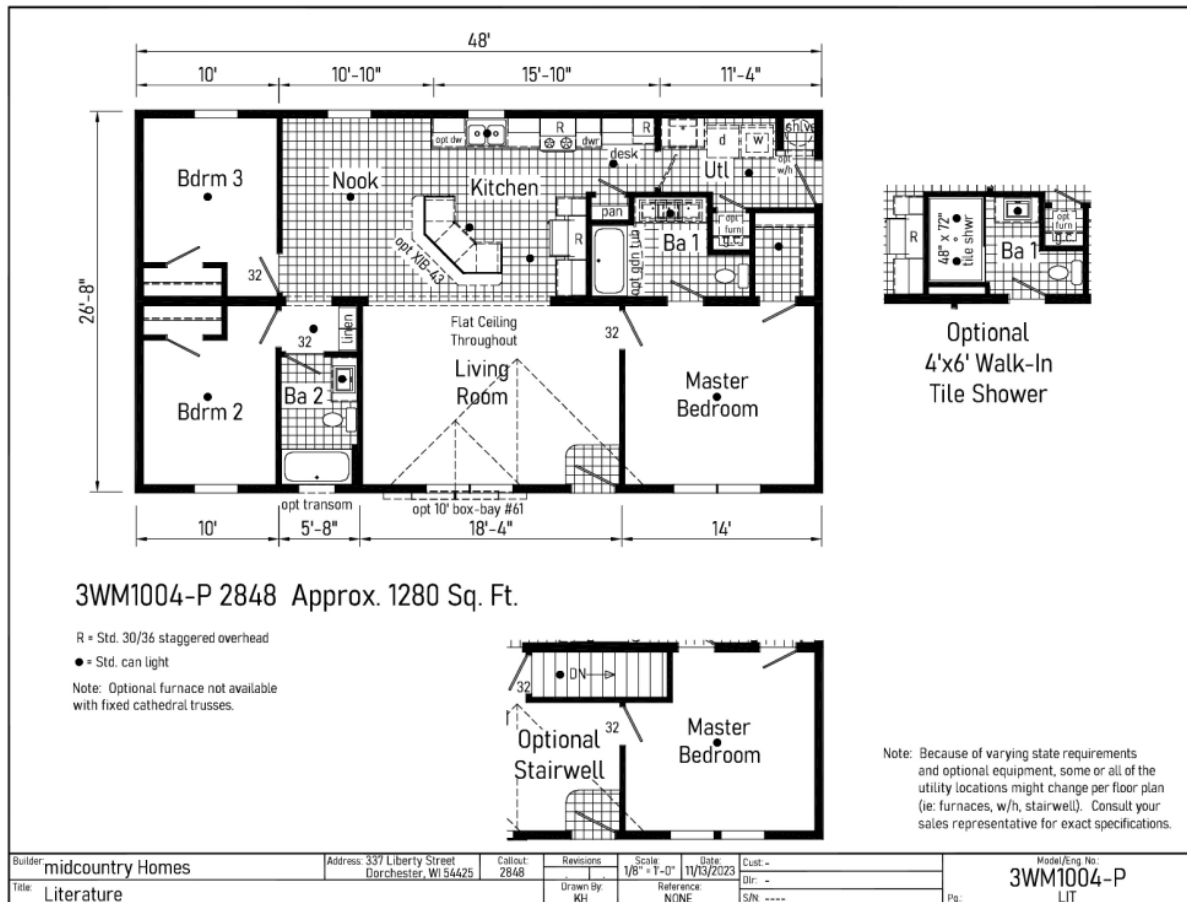 48'
10'
10'-10"
15'-10"
11'-4"
26'-8"
opt dw
R
dwr
R
desk
d
w
shlvs
opt
w/h
Utl
Bdrm 3
Nook
Kitchen
pan
R
opt gdn tub
Ba 1
opt
furn
g.c.
opt XIB-43
32
32
linen
Flat Ceiling
Throughout
32
Living
Room
Master
Bedroom
Bdrm 2
Ba 2
opt transom
opt 10' box-bay #61
10'
5'-8"
18'-4"
14'
R
48" x 72"
tile shwr
Ba 1
opt
furn
g.c.
Optional
4'x6' Walk-In
Tile Shower
3WM1004-P 2848 Approx. 1280 Sq. Ft.
R = Std. 30/36 staggered overhead
● = Std. can light
Note: Optional furnace not available
with fixed cathedral trusses.
DN
32
32
Optional
Stairwell
Master
Bedroom
Note: Because of varying state requirements
and optional equipment, some or all of the
utility locations might change per floor plan
(ie: furnaces, w/h, stairwell). Consult your
sales representative for exact specifications.
Builder: midcountry Homes
Address: 337 Liberty Street
Dorchester, WI 54425
Callout:
2848
Revisions
Scale:
1/8" = 1'-0"
Date:
11/13/2023
Cust: -
Dlr: -
S/N: ----
Model/Eng. No.:
3WM1004-P
Title: Literature
Drawn By:
KH
Reference:
NONE
Pg.:
LIT